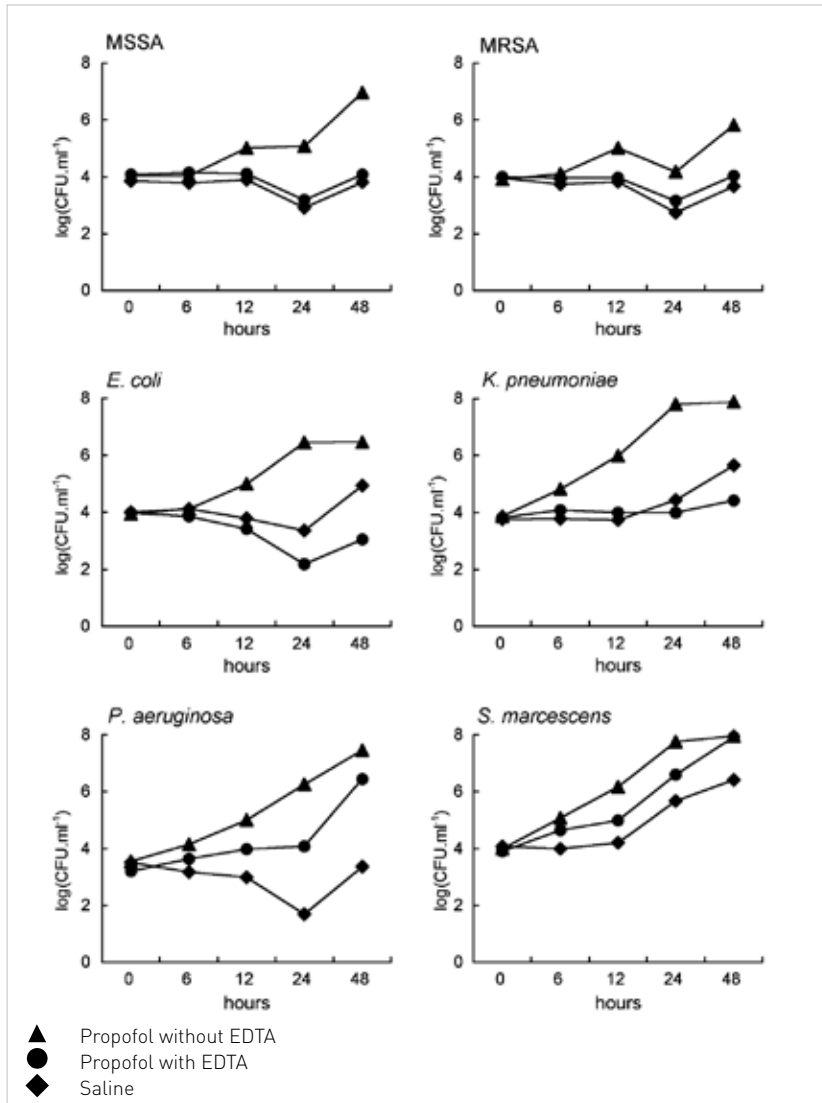 MSSA
8
6
4
2
0
log(CFU.ml⁻¹)
0 6 12 24 48
hours
MRSA
8
6
4
2
0
log(CFU.ml⁻¹)
0 6 12 24 48
hours
E. coli
8
6
4
2
0
log(CFU.ml⁻¹)
0 6 12 24 48
hours
K. pneumoniae
8
6
4
2
0
log(CFU.ml⁻¹)
0 6 12 24 48
hours
P. aeruginosa
8
6
4
2
0
log(CFU.ml⁻¹)
0 6 12 24 48
hours
S. marcescens
8
6
4
2
0
log(CFU.ml⁻¹)
0 6 12 24 48
hours
Propofol without EDTA
Propofol with EDTA
Saline